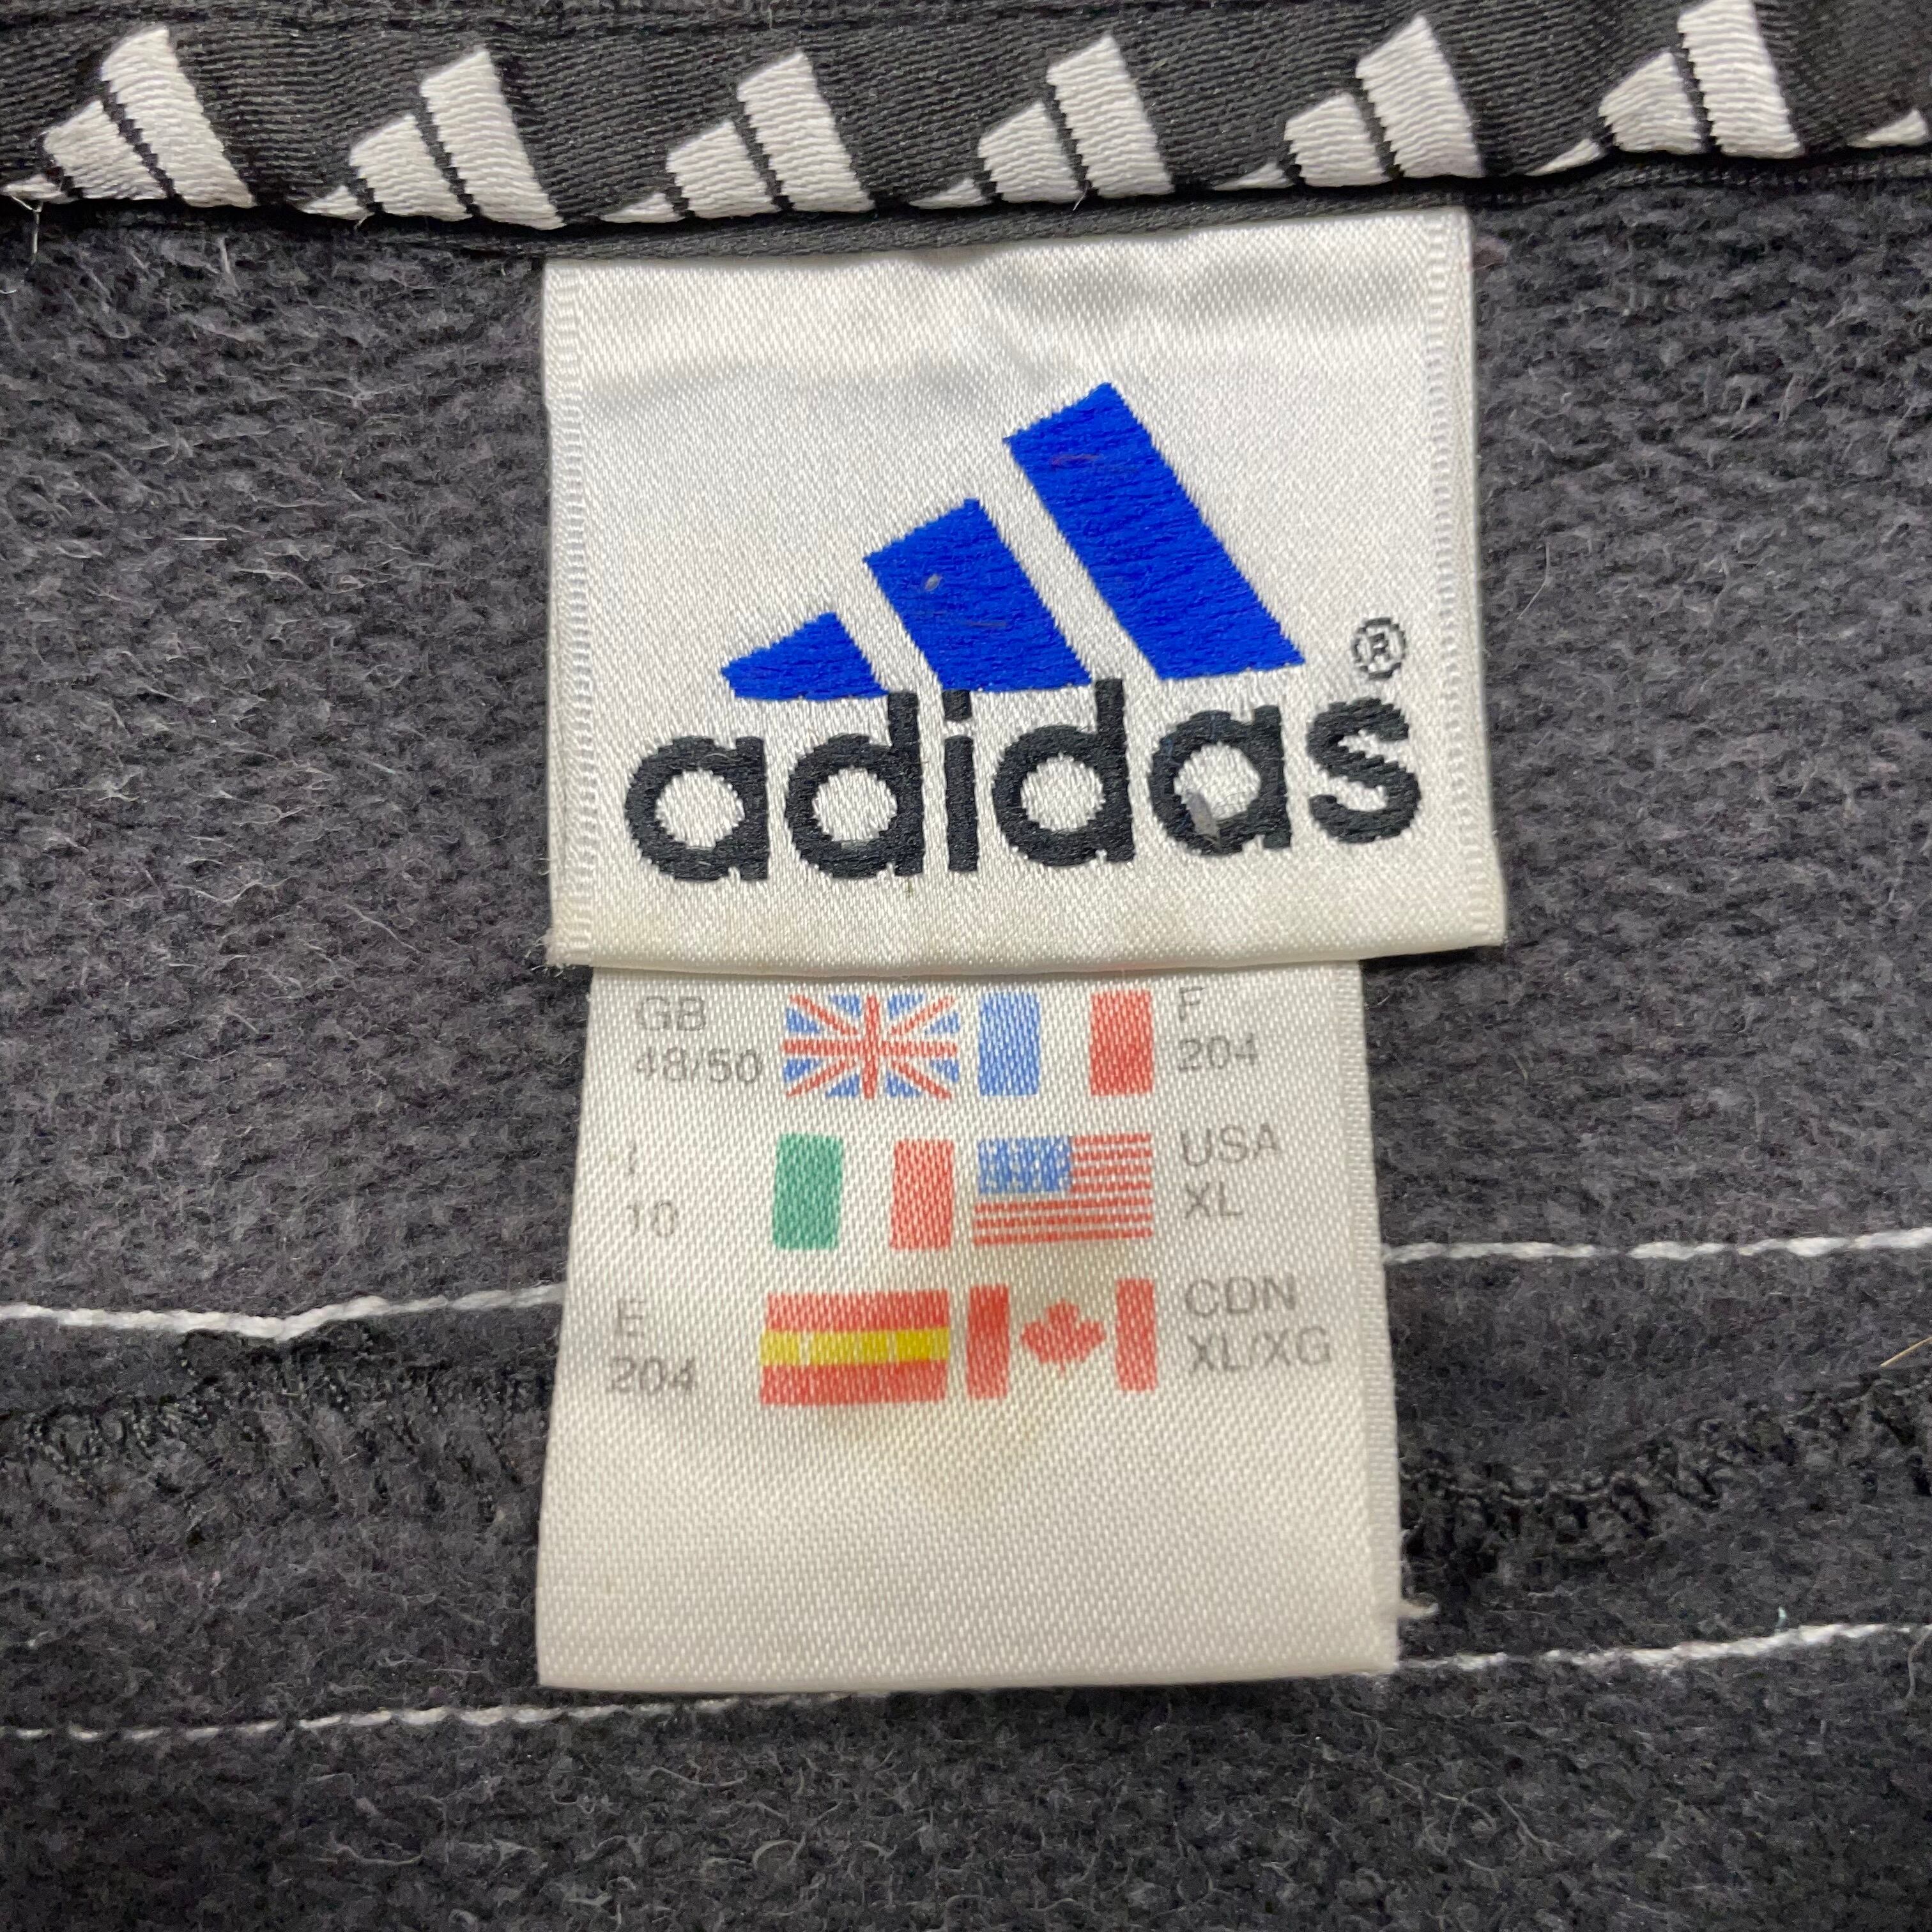 adidas®
GB
48/50
F
204
I
10
USA
XL
E
204
CDN
XL/XG